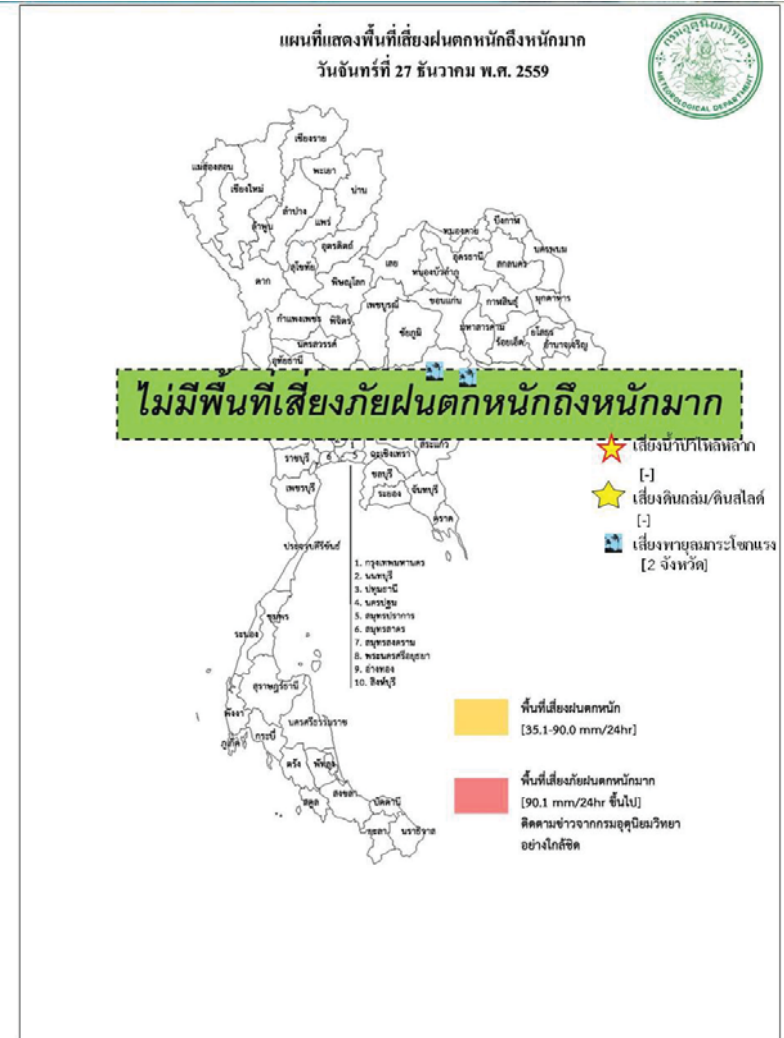 แผนที่แสดงพื้นที่เสี่ยงฝนตกหนักถึงหนักมาก
วันจันทร์ที่ 27 ธันวาคม พ.ศ. 2559
กรมอุตุนิยมวิทยา
METEOROLOGICAL DEPARTMENT
เชียงราย
แม่ฮ่องสอน
พะเยา
เชียงใหม่
น่าน
ลำปาง
ลำพูน
แพร่
บึงกาฬ
หนองคาย
อุตรดิตถ์
นครพนม
อุดรธานี
สุโขทัย
เลย
หนองบัวลำภู
สกลนคร
ตาก
พิษณุโลก
เพชรบูรณ์
ขอนแก่น
กาฬสินธุ์
มุกดาหาร
กำแพงเพชร
พิจิตร
ชัยภูมิ
มหาสารคาม
ยโสธร
นครสวรรค์
ร้อยเอ็ด
อำนาจเจริญ
อุทัยธานี
ไม่มีพื้นที่เสี่ยงภัยฝนตกหนักถึงหนักมาก
สระแก้ว
1
ราชบุรี
6
5
ฉะเชิงเทรา
ชลบุรี
เพชรบุรี
ระยอง
จันทบุรี
ตราด
เสี่ยงน้ำป่าไหลหลาก
[-]
เสี่ยงดินถล่ม/ดินสไลด์
[-]
เสี่ยงพายุลมกระโชกแรง
[2 จังหวัด]
ประจวบคีรีขันธ์
1. กรุงเทพมหานคร
2. นนทบุรี
3. ปทุมธานี
4. นครปฐม
5. สมุทรปราการ
6. สมุทรสาคร
7. สมุทรสงคราม
8. พระนครศรีอยุธยา
9. อ่างทอง
10. สิงห์บุรี
ชุมพร
ระนอง
สุราษฎร์ธานี
พังงา
นครศรีธรรมราช
ภูเก็ต
กระบี่
ตรัง
พัทลุง
สตูล
สงขลา
ปัตตานี
ยะลา
นราธิวาส
พื้นที่เสี่ยงฝนตกหนัก
[35.1-90.0 mm/24hr]
พื้นที่เสี่ยงภัยฝนตกหนักมาก
[90.1 mm/24hr ขึ้นไป]
ติดตามข่าวจากกรมอุตุนิยมวิทยา
อย่างใกล้ชิด